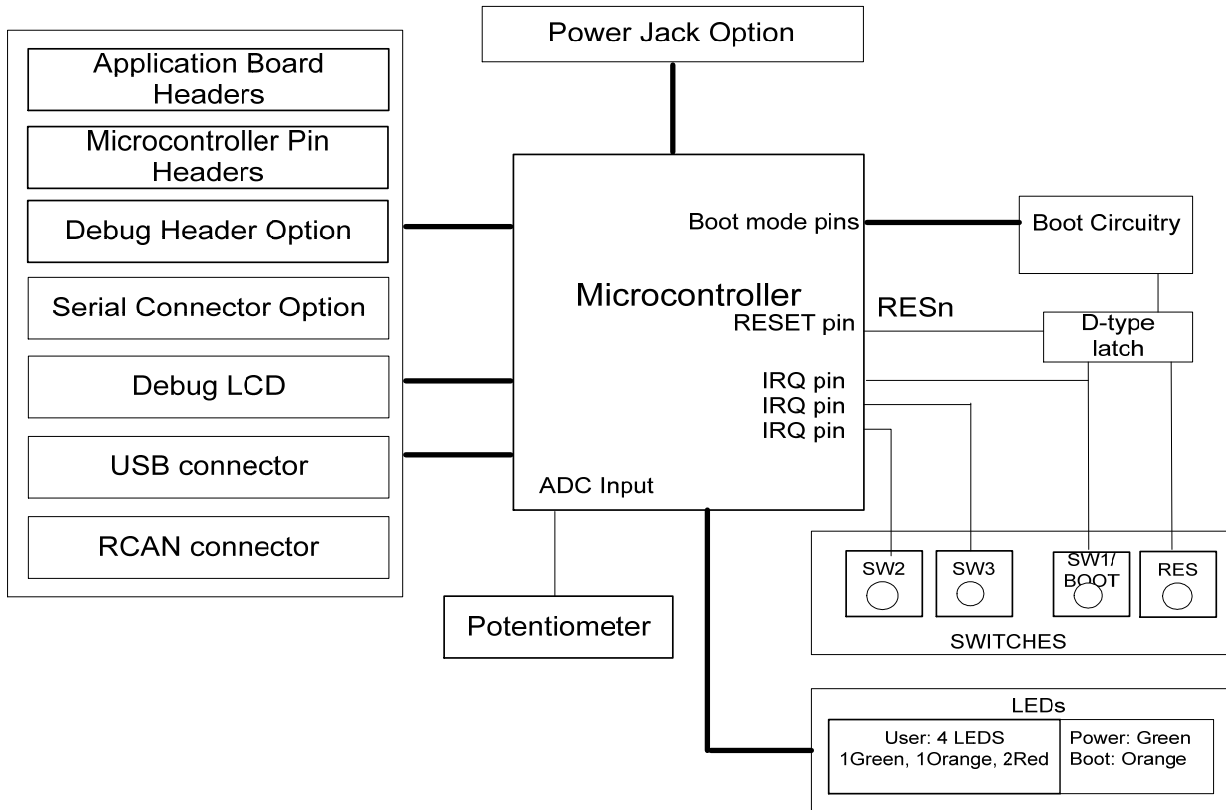 Power Jack Option
Application Board
Headers
Microcontroller Pin
Headers
Debug Header Option
Serial Connector Option
Debug LCD
USB connector
RCAN connector
Boot mode pins
Microcontroller
RESET pin
IRQ pin
IRQ pin
IRQ pin
ADC Input
RESn
Boot Circuitry
D-type
latch
Potentiometer
SW2
SW3
SW1/
BOOT
RES
SWITCHES
LEDs
User: 4 LEDS
1Green, 1Orange, 2Red
Power: Green
Boot: Orange